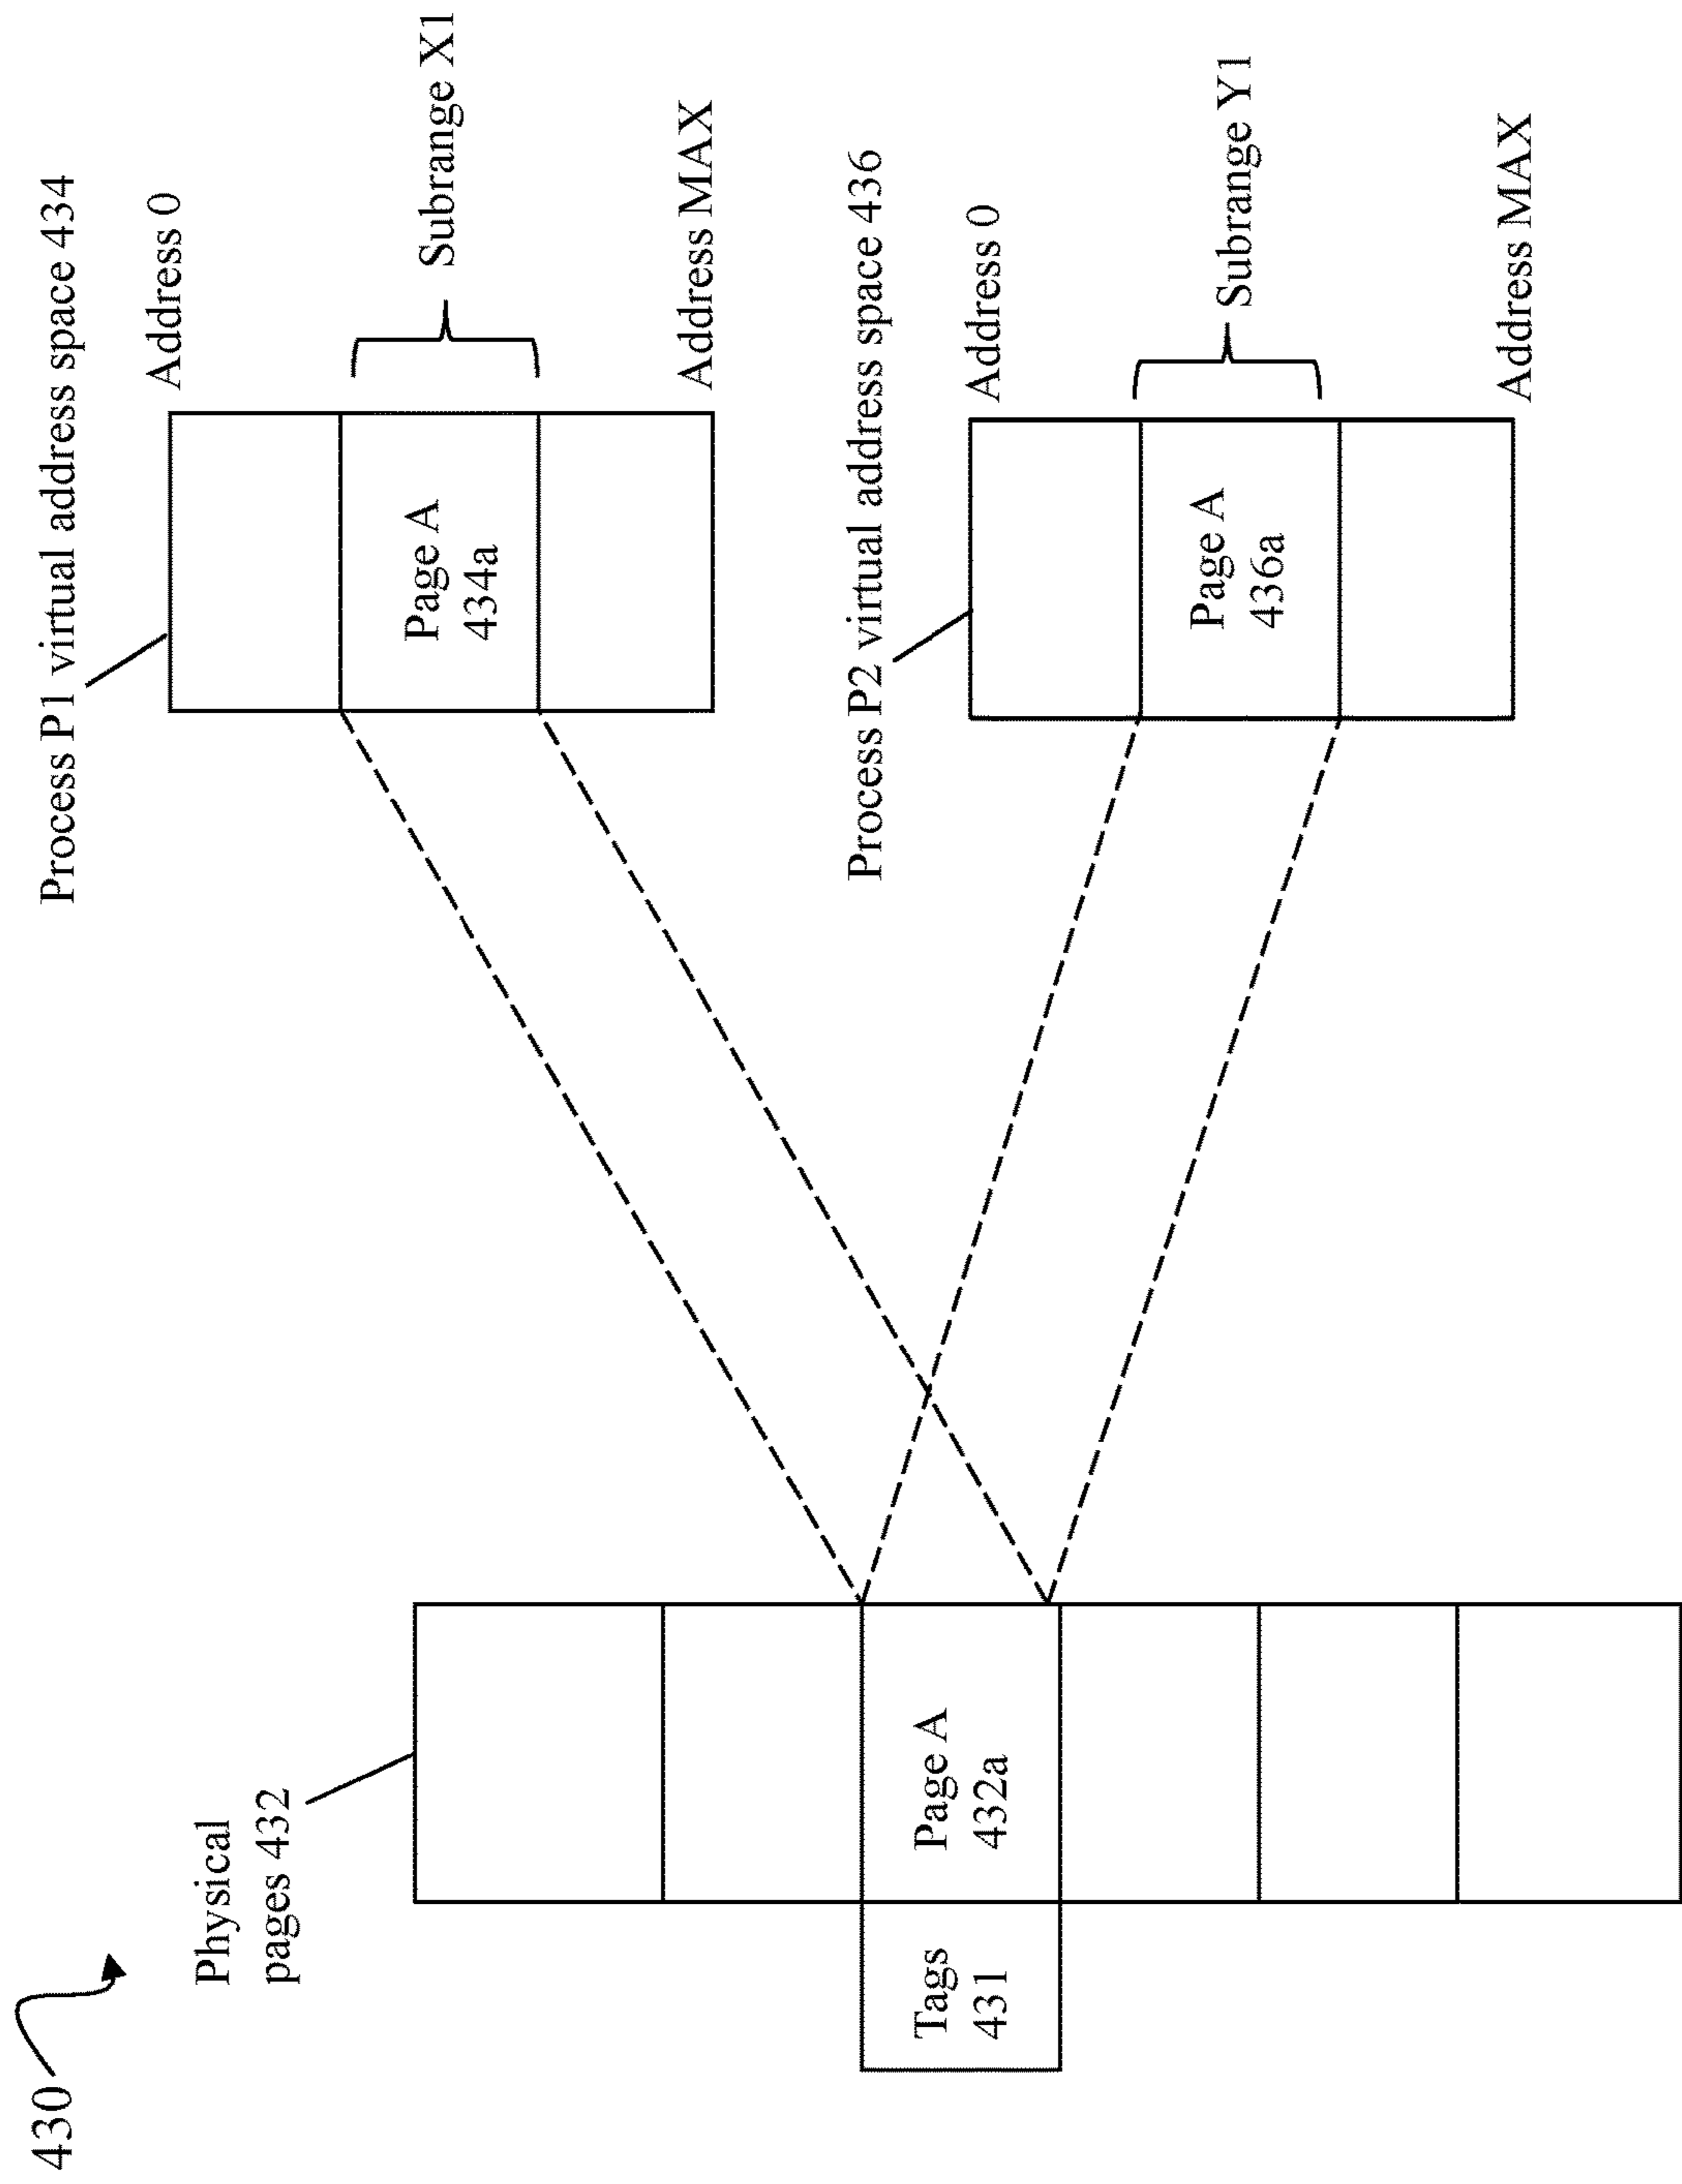 430
Physical
pages 432
Tags
431
Page A
432a
Process P1 virtual address space 434
Address 0
Page A
434a
Subrange X1
Address MAX
Process P2 virtual address space 436
Address 0
Page A
436a
Subrange Y1
Address MAX